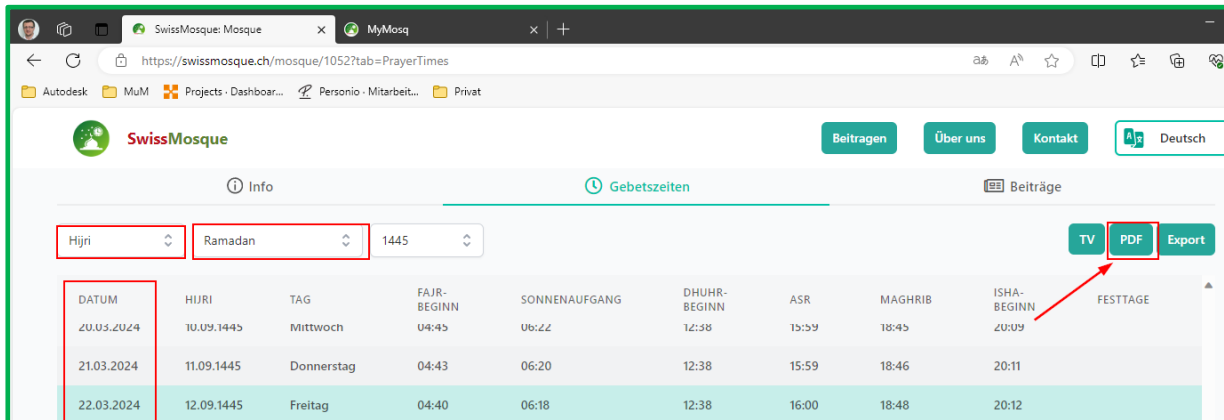 SwissMosque: Mosque
MyMosq
https://swissmosque.ch/mosque/1052?tab=PrayerTimes
Autodesk MuM Projects · Dashboar... Personio · Mitarbeit... Privat
SwissMosque Beitragen Über uns Kontakt Deutsch
Info Gebetszeiten Beiträge
Hijri Ramadan 1445 TV PDF Export
DATUM HIJRI TAG FAJR-BEGINN SONNENAUFGANG DHUHR-BEGINN ASR MAGHRIB ISHA-BEGINN FESTTAGE
20.03.2024 10.09.1445 Mittwoch 04:45 06:22 12:38 15:59 18:45 20:09
21.03.2024 11.09.1445 Donnerstag 04:43 06:20 12:38 15:59 18:46 20:11
22.03.2024 12.09.1445 Freitag 04:40 06:18 12:38 16:00 18:48 20:12